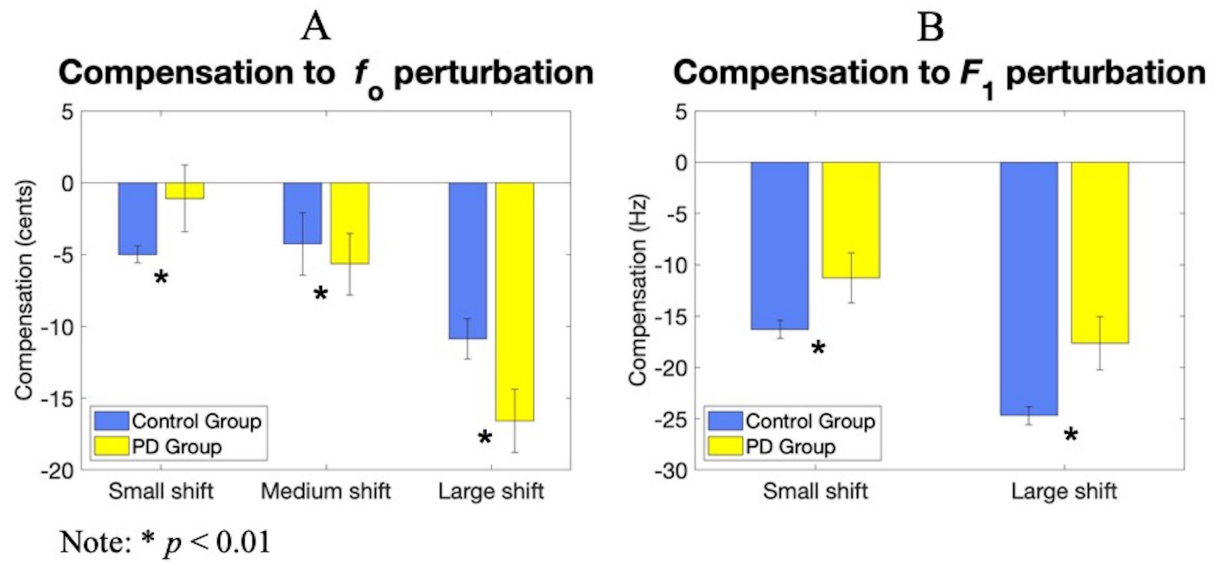 A
Compensation to fo perturbation
5
0
-5
-10
-15
-20
Compensation (cents)
*
*
*
Control Group
PD Group
Small shift
Medium shift
Large shift
B
Compensation to F1 perturbation
5
0
-5
-10
-15
-20
-25
-30
Compensation (Hz)
*
*
Control Group
PD Group
Small shift
Large shift
Note: * p < 0.01